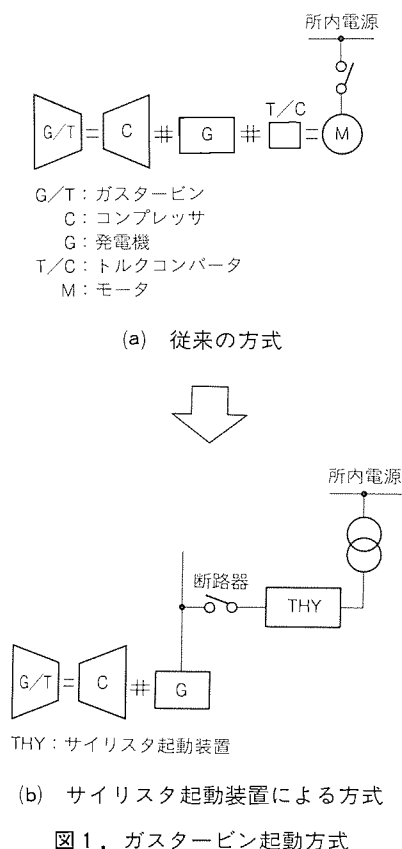 所内電源
T/C
G/T
C
G
M
G/T：ガスタービン
C：コンプレッサ
G：発電機
T/C：トルクコンバータ
M：モータ
(a) 従来の方式
所内電源
断路器
THY
G/T
C
G
THY：サイリスタ起動装置
(b) サイリスタ起動装置による方式
図1．ガスタービン起動方式